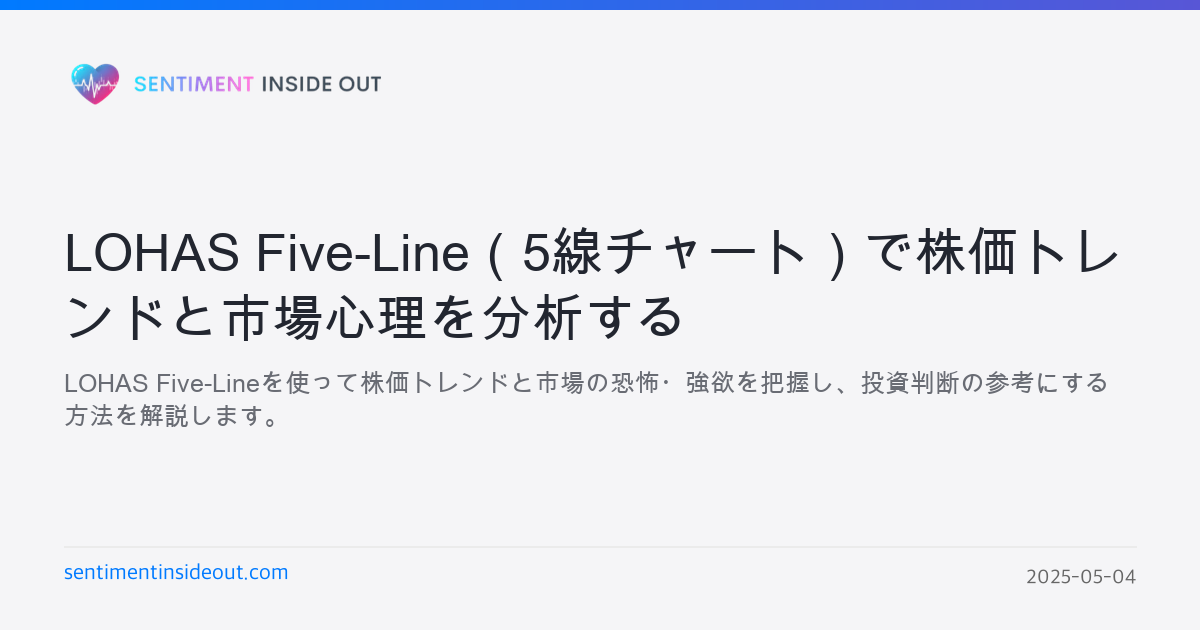 SENTIMENT INSIDE OUT
LOHAS Five-Line（5線チャート）で株価トレ
ンドと市場心理を分析する
LOHAS Five-Lineを使って株価トレンドと市場の恐怖・強欲を把握し、投資判断の参考にする
方法を解説します。
sentimentinsideout.com
2025-05-04